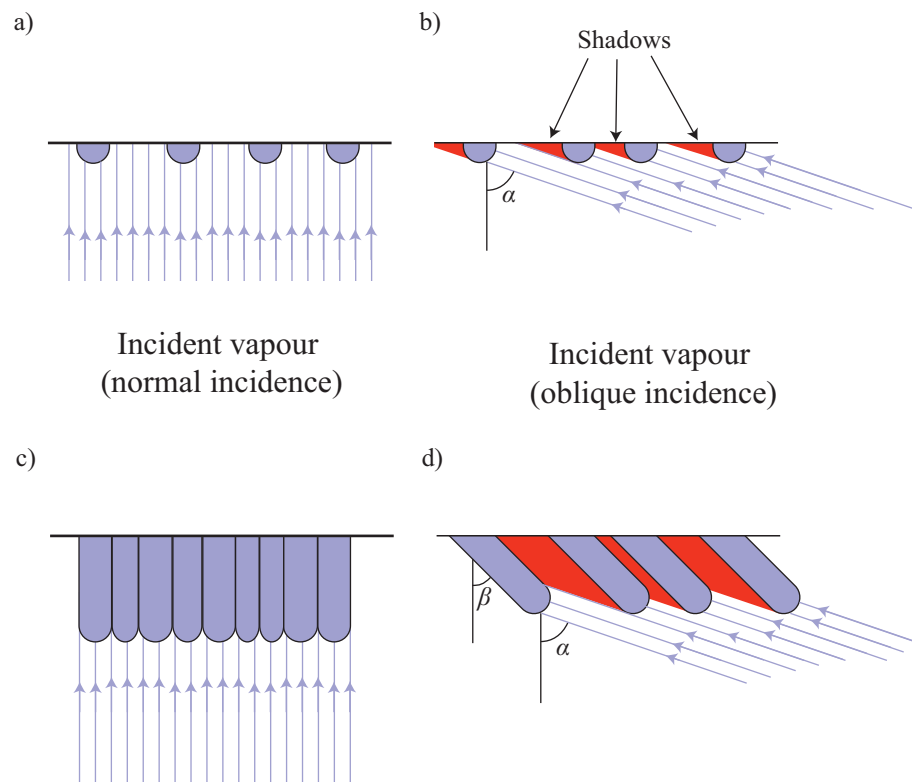 a)
b)
Shadows
α
Incident vapour
(normal incidence)
Incident vapour
(oblique incidence)
c)
d)
β
α